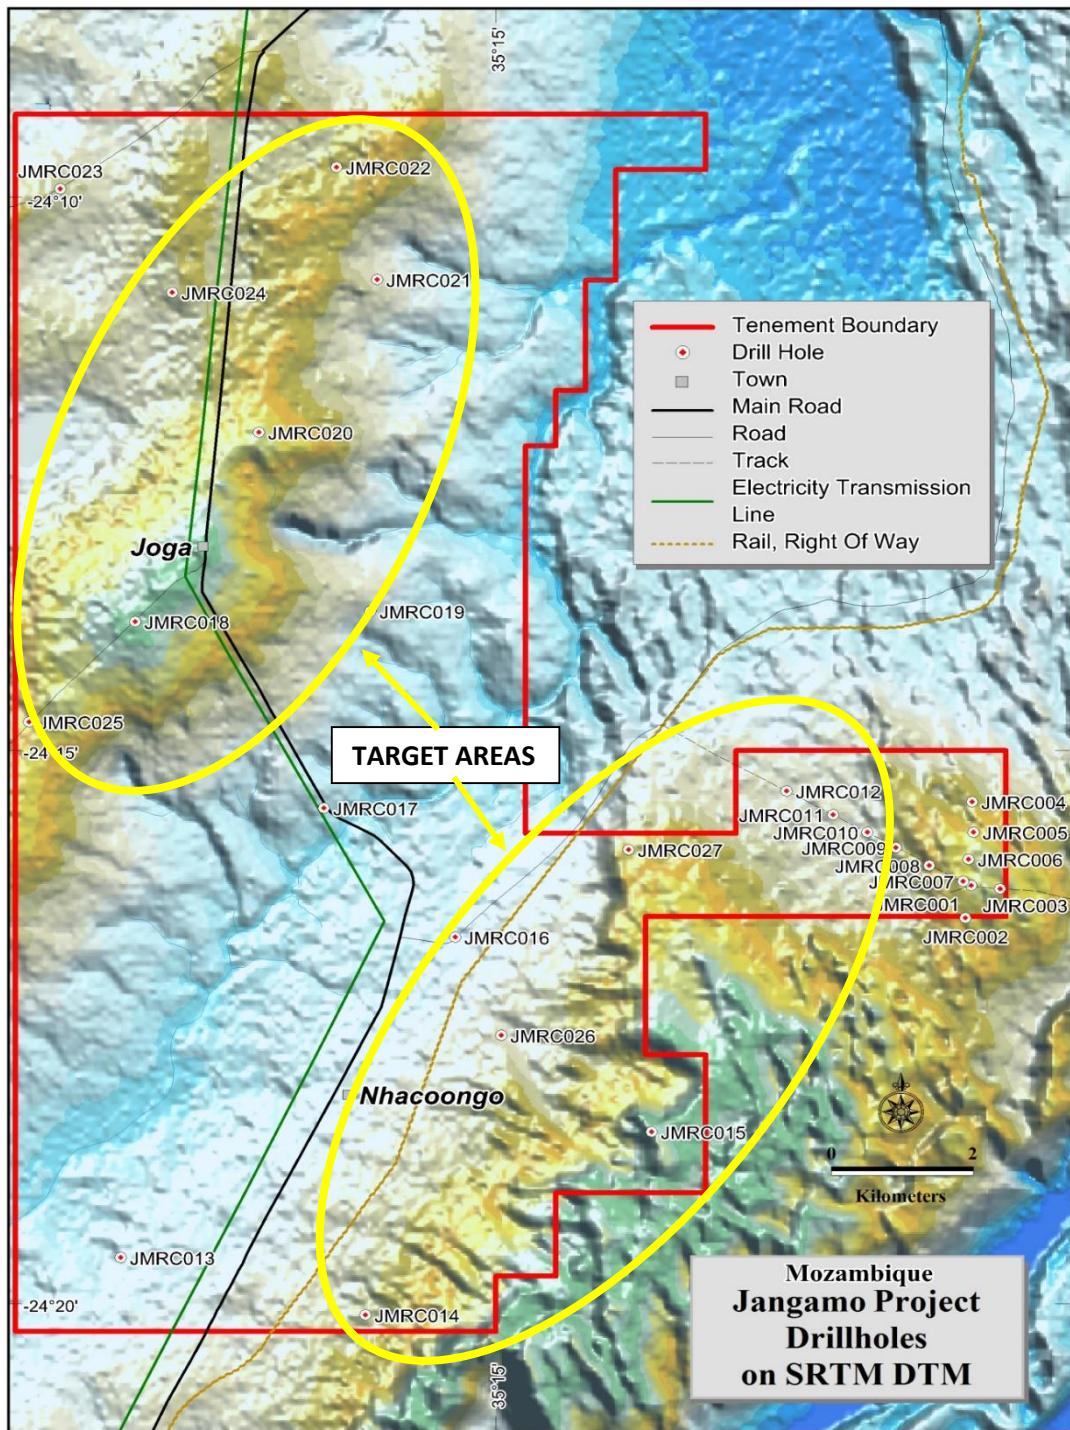 35°15'
JMRC022
JMRC023
-24°10'
JMRC021
JMRC024
Tenement Boundary
Drill Hole
Town
Main Road
Road
Track
Electricity Transmission
Line
Rail, Right Of Way
JMRC020
Joga
JMRC019
JMRC018
JMRC025
-24°15'
TARGET AREAS
JMRC012
JMRC004
JMRC017
JMRC011
JMRC010
JMRC005
JMRC009
JMRC027
JMRC006
JMRC008
JMRC007
JMRC001
JMRC003
JMRC002
JMRC016
JMRC026
Nhacoongo
JMRC015
0 2
Kilometers
JMRC013
Mozambique
Jangamo Project
Drillholes
on SRTM DTM
-24°20'
JMRC014
35°15'